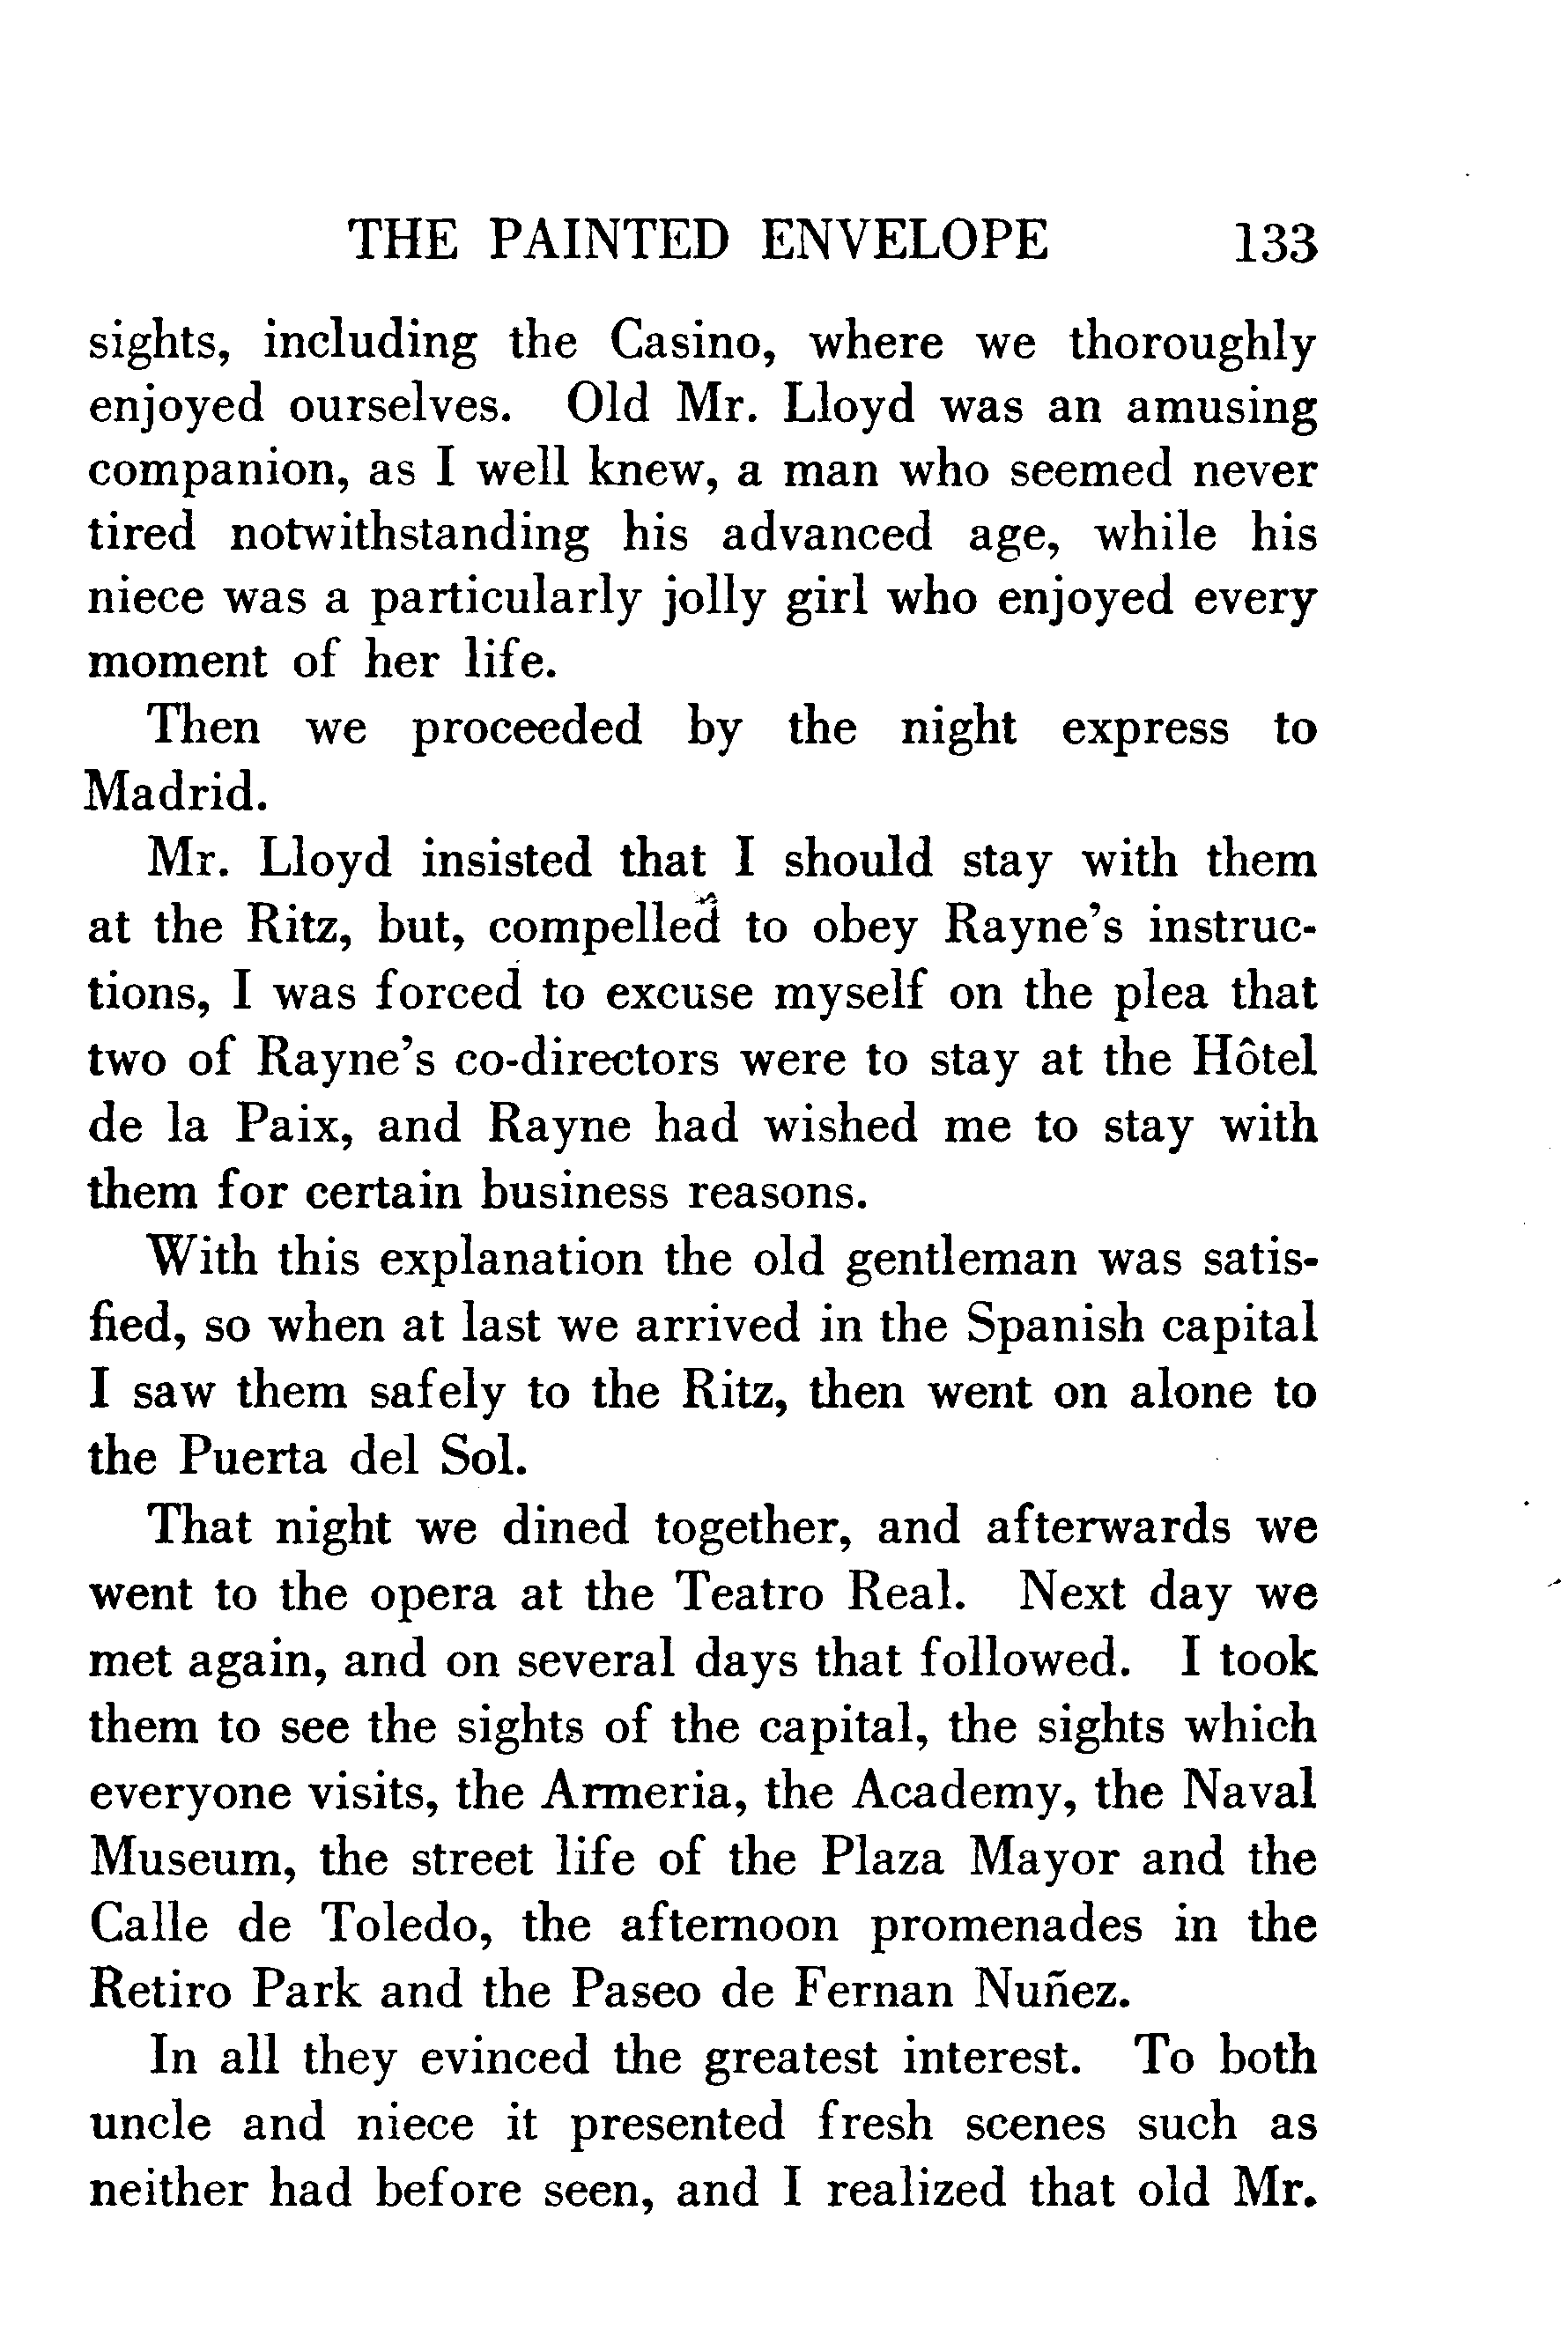 THE PAINTED ENVELOPE 133
sights, including the Casino, where we thoroughly
enjoyed ourselves. Old Mr. Lloyd was an amusing
companion, as I well knew, a man who seemed never
tired notwithstanding his advanced age, while his
niece was a particularly jolly girl who enjoyed every
moment of her life.
Then we proceeded by the night express to
Madrid.
Mr. Lloyd insisted that I should stay with them
at the Ritz, but, compelled to obey Rayne's instruc-
tions, I was forced to excuse myself on the plea that
two of Rayne's co-directors were to stay at the Hôtel
de la Paix, and Rayne had wished me to stay with
them for certain business reasons.
With this explanation the old gentleman was satis-
fied, so when at last we arrived in the Spanish capital
I saw them safely to the Ritz, then went on alone to
the Puerta del Sol.
That night we dined together, and afterwards we
went to the opera at the Teatro Real. Next day we
met again, and on several days that followed. I took
them to see the sights of the capital, the sights which
everyone visits, the Armeria, the Academy, the Naval
Museum, the street life of the Plaza Mayor and the
Calle de Toledo, the afternoon promenades in the
Retiro Park and the Paseo de Fernan Nuñez.
In all they evinced the greatest interest. To both
uncle and niece it presented fresh scenes such as
neither had before seen, and I realized that old Mr.